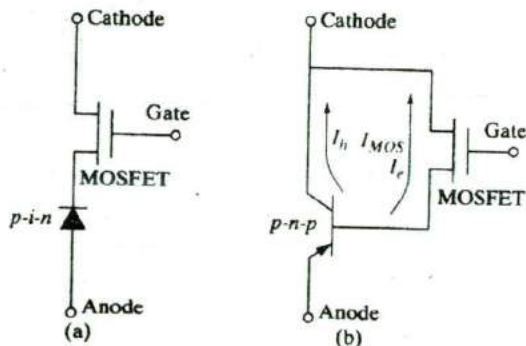 Cathode
Gate
MOSFET
p-i-n
Anode
(a)
Cathode
I_h I_MOS
I_e
Gate
MOSFET
p-n-p
Anode
(b)